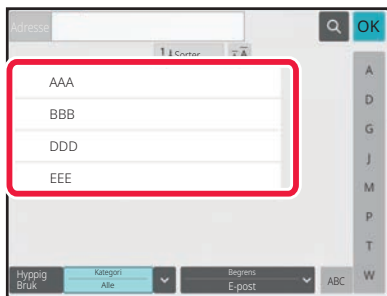 Adresse
OK
Sorter
AAA
BBB
DDD
EEE
A
D
G
J
M
P
T
W
Hyppig
Bruk
Kategori
Alle
Begrens
E-post
ABC